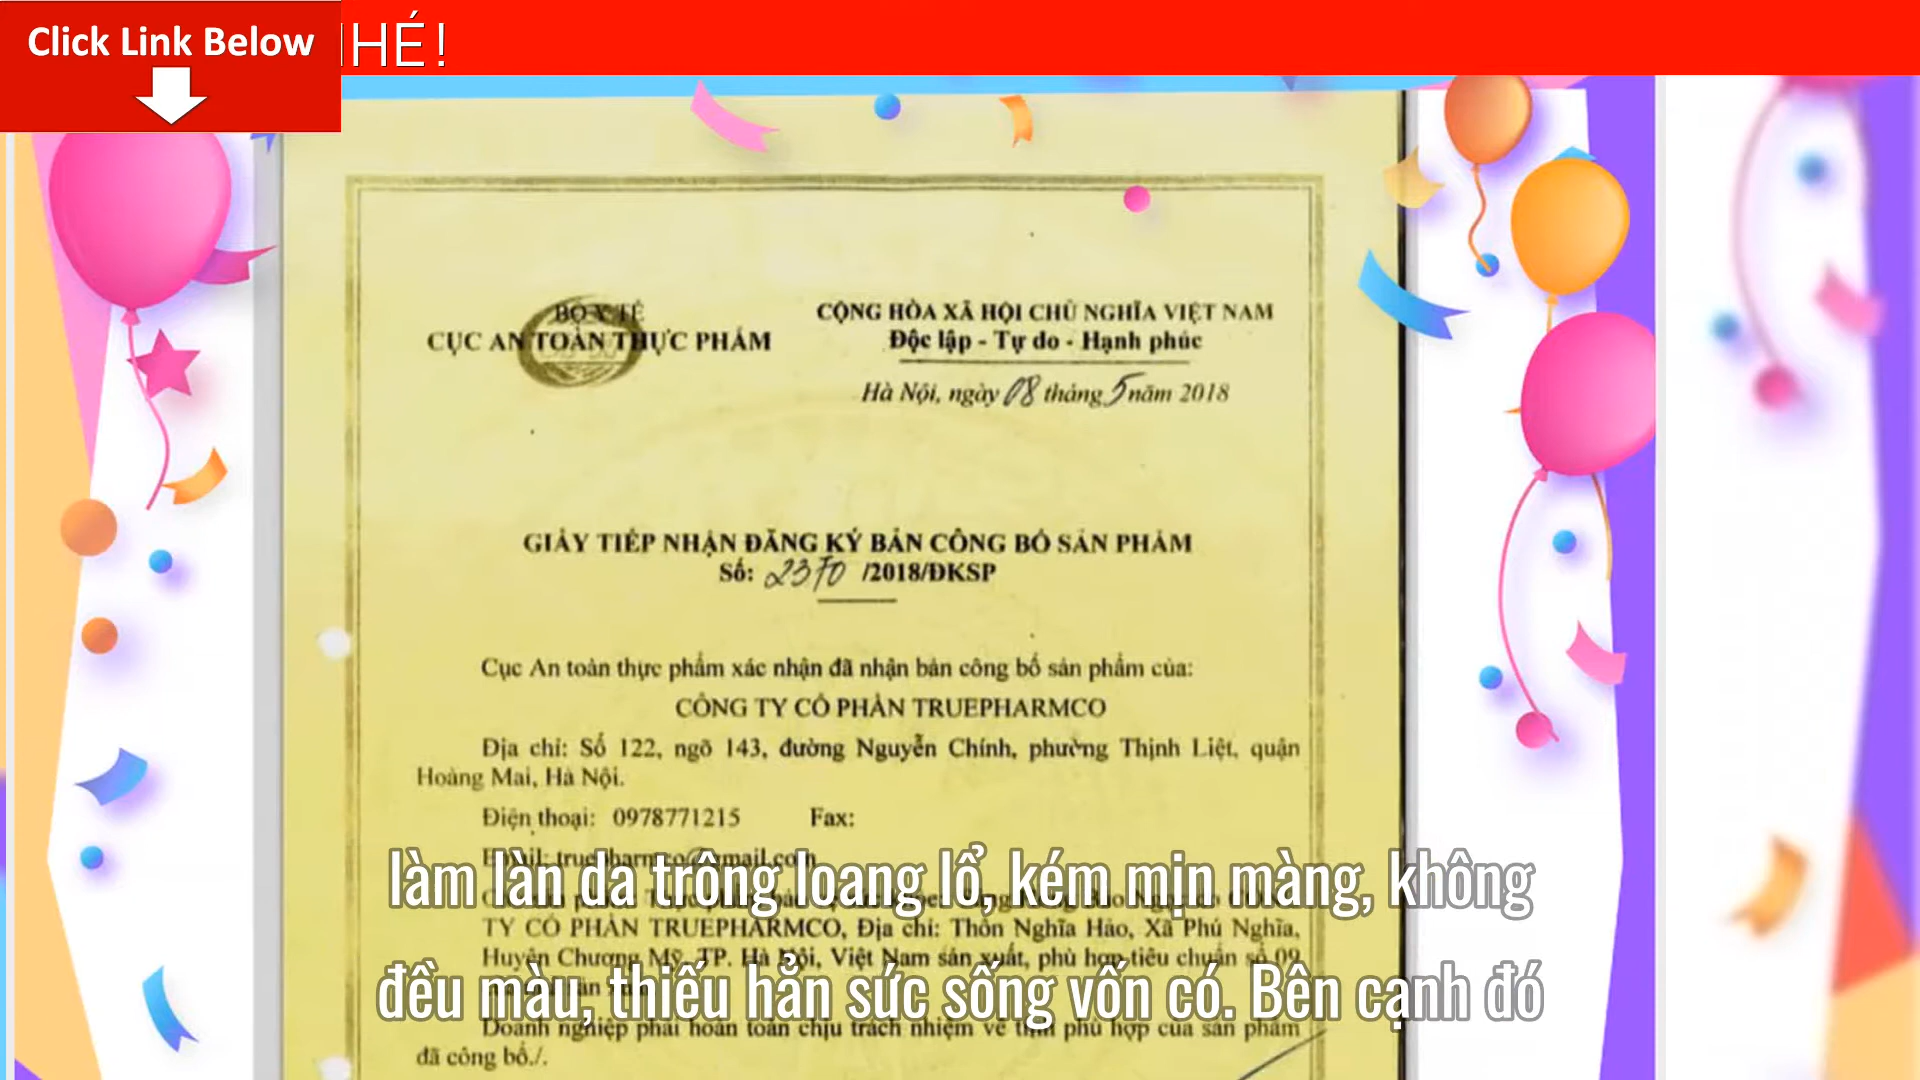 Click Link Below
HÉ!
BỘ Y TẾ
CỤC AN TOÀN THỰC PHẨM
CỘNG HÒA XÃ HỘI CHỦ NGHĨA VIỆT NAM
Độc lập - Tự do - Hạnh phúc
Hà Nội, ngày 08 tháng 5 năm 2018
GIẤY TIẾP NHẬN ĐĂNG KÝ BẢN CÔNG BỐ SẢN PHẨM
Số: 2370 /2018/ĐKSP
Cục An toàn thực phẩm xác nhận đã nhận bản công bố sản phẩm của:
CÔNG TY CỔ PHẦN TRUEPHARMCO
Địa chỉ: Số 122, ngõ 143, đường Nguyễn Chính, phường Thịnh Liệt, quận
Hoàng Mai, Hà Nội.
Điện thoại: 0978771215 Fax:
Email: truepharmco@gmail.com
làm làn da trông loang lổ, kém mịn màng, không
TY CỔ PHẦN TRUEPHARMCO, Địa chỉ: Thôn Nghĩa Hảo, Xã Phú Nghĩa,
Huyện Chương Mỹ, TP. Hà Nội, Việt Nam sản xuất, phù hợp tiêu chuẩn số 09
đều màu, thiếu hẳn sức sống vốn có. Bên cạnh đó
Doanh nghiệp phải hoàn toàn chịu trách nhiệm về tính phù hợp của sản phẩm
đã công bố./.